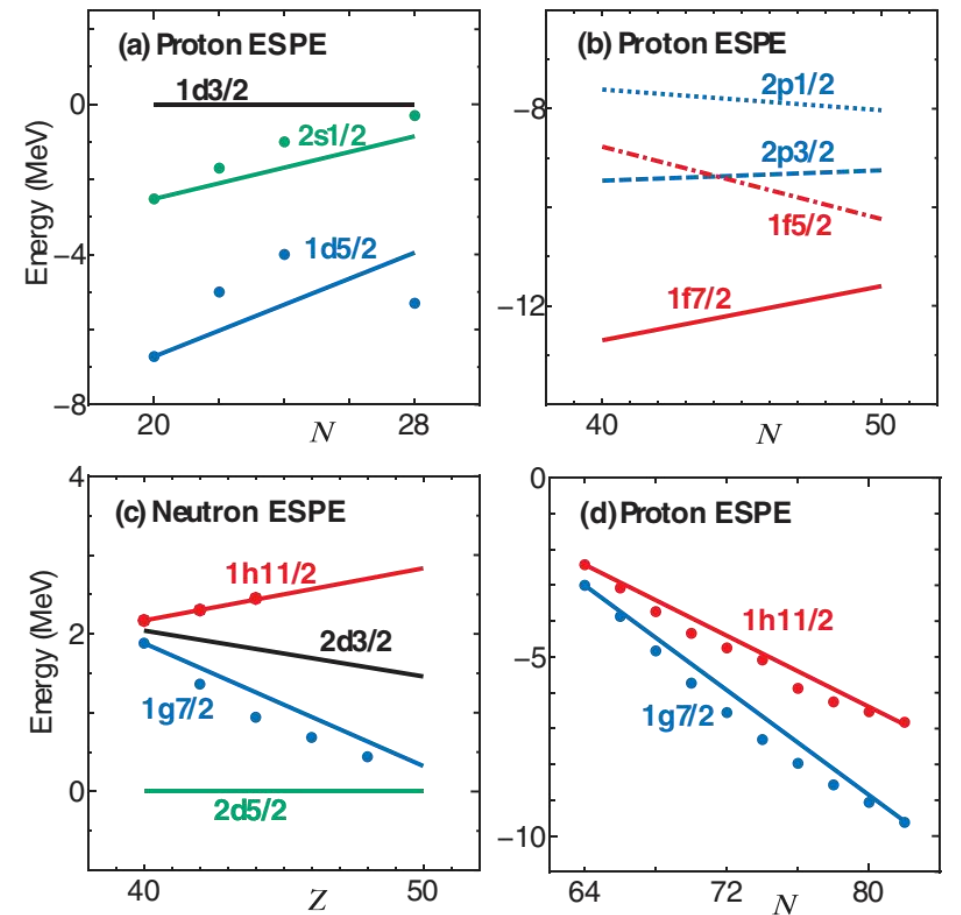 (a) Proton ESPE
1d3/2
2s1/2
1d5/2
0
−4
−8
Energy (MeV)
20
N
28
(b) Proton ESPE
2p1/2
2p3/2
1f5/2
1f7/2
−8
−12
40
N
50
(c) Neutron ESPE
1h11/2
2d3/2
1g7/2
2d5/2
4
2
0
Energy (MeV)
40
Z
50
(d) Proton ESPE
1h11/2
1g7/2
0
−5
−10
64
72
N
80